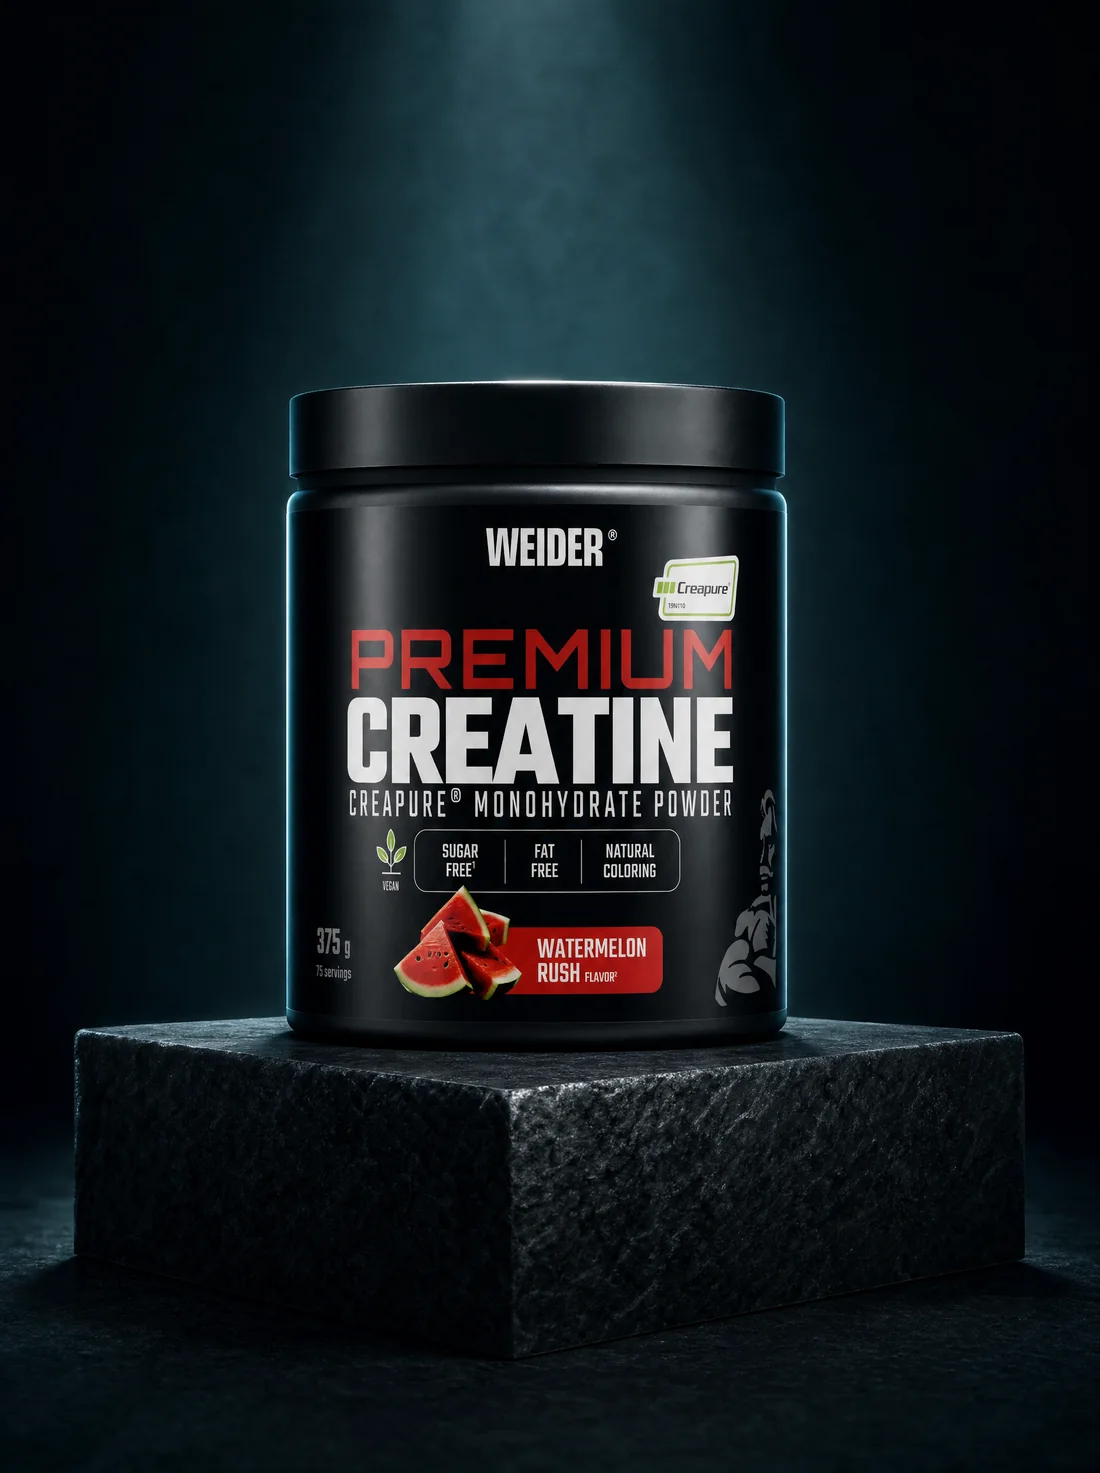 WEIDER®
Creapure®
PREMIUM
CREATINE
CREAPURE® MONOHYDRATE POWDER
VEGAN
SUGAR
FREE¹
FAT
FREE
NATURAL
COLORING
375 g
75 servings
WATERMELON
RUSH FLAVOR²